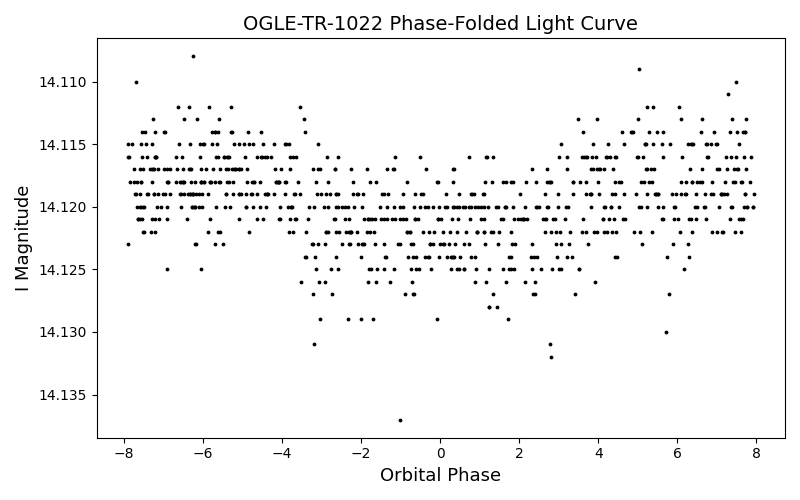 OGLE-TR-1022 Phase-Folded Light Curve
I Magnitude
14.110
14.115
14.120
14.125
14.130
14.135
−8 −6 −4 −2 0 2 4 6 8
Orbital Phase